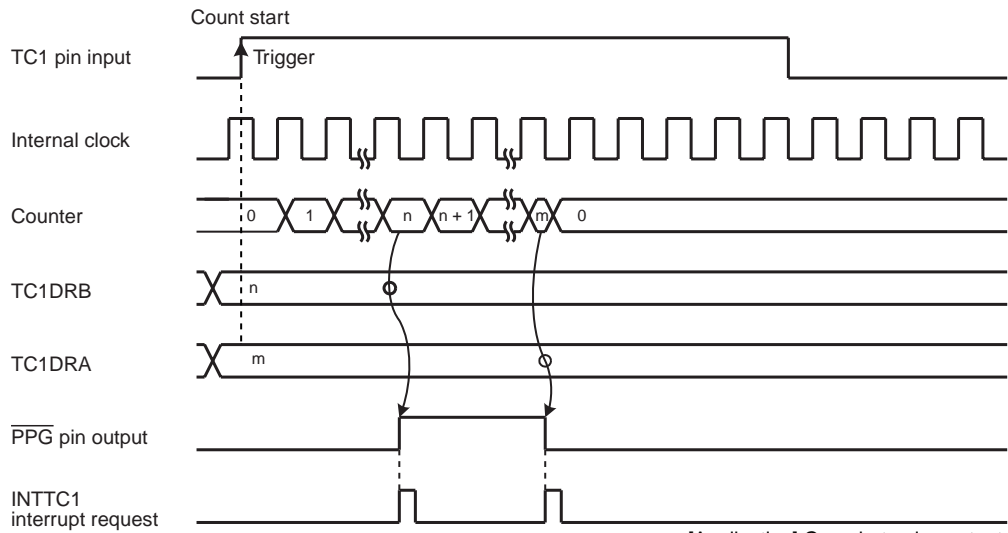 Count start
TC1 pin input
Trigger
Internal clock
Counter
0 1 n n + 1 m 0
TC1DRB
n
TC1DRA
m
PPG pin output
INTTC1
interrupt request